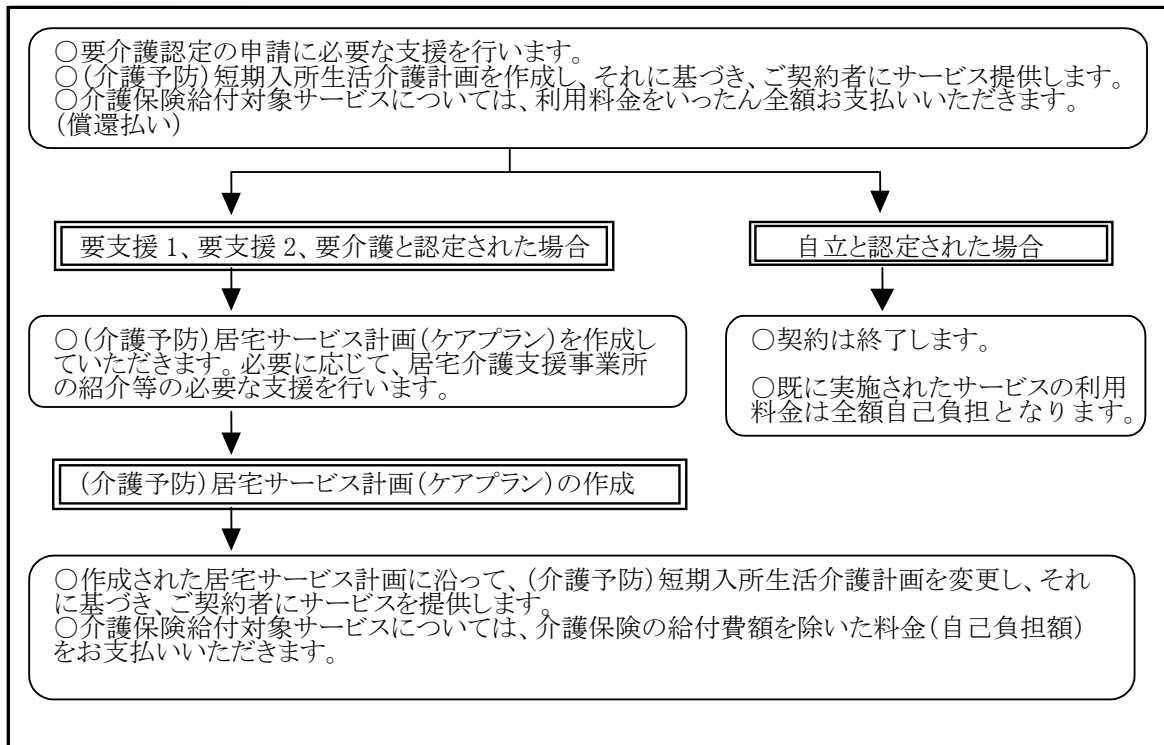 ○要介護認定の申請に必要な支援を行います。
○(介護予防)短期入所生活介護計画を作成し、それに基づき、ご契約者にサービス提供します。
○介護保険給付対象サービスについては、利用料金をいったん全額お支払いいただきます。
(償還払い)
要支援1、要支援2、要介護と認定された場合
自立と認定された場合
○(介護予防)居宅サービス計画(ケアプラン)を作成し
ていただきます。必要に応じて、居宅介護支援事業所
の紹介等の必要な支援を行います。
○契約は終了します。
○既に実施されたサービスの利用
料金は全額自己負担となります。
(介護予防)居宅サービス計画(ケアプラン)の作成
○作成された居宅サービス計画に沿って、(介護予防)短期入所生活介護計画を変更し、それ
に基づき、ご契約者にサービスを提供します。
○介護保険給付対象サービスについては、介護保険の給付費額を除いた料金(自己負担額)
をお支払いいただきます。